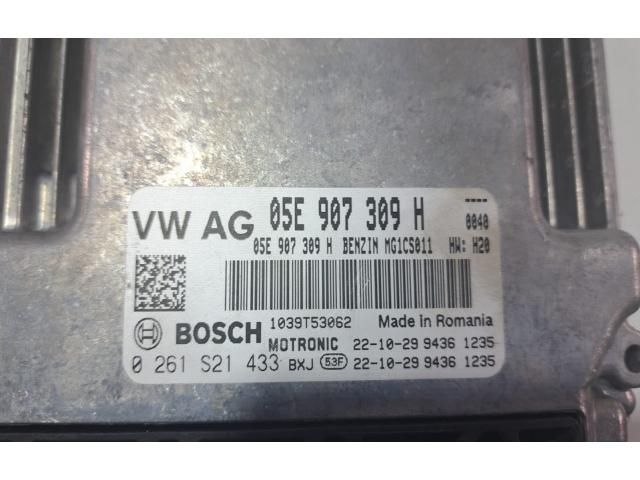 VW AG 05E 907 309 H ----
0040
05E 907 309 H BENZIN MG1CS011 HW: H20
1039T53062 Made in Romania
BOSCH MOTRONIC 22-10-29 9436 1235
0 261 S21 433 BXJ 53F 22-10-29 9436 1235